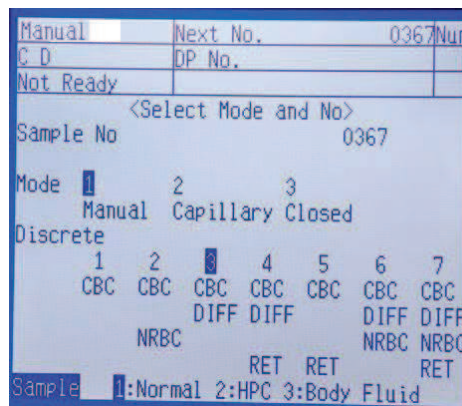 Manual Next No. 0367 Num
C D DP No.
Not Ready
<Select Mode and No>
Sample No 0367
Mode 1 2 3
Manual Capillary Closed
Discrete
1 2 3 4 5 6 7
CBC CBC CBC CBC CBC CBC CBC
DIFF DIFF DIFF DIFF
NRBC NRBC NRBC
RET RET RET
Sample 1:Normal 2:HPC 3:Body Fluid